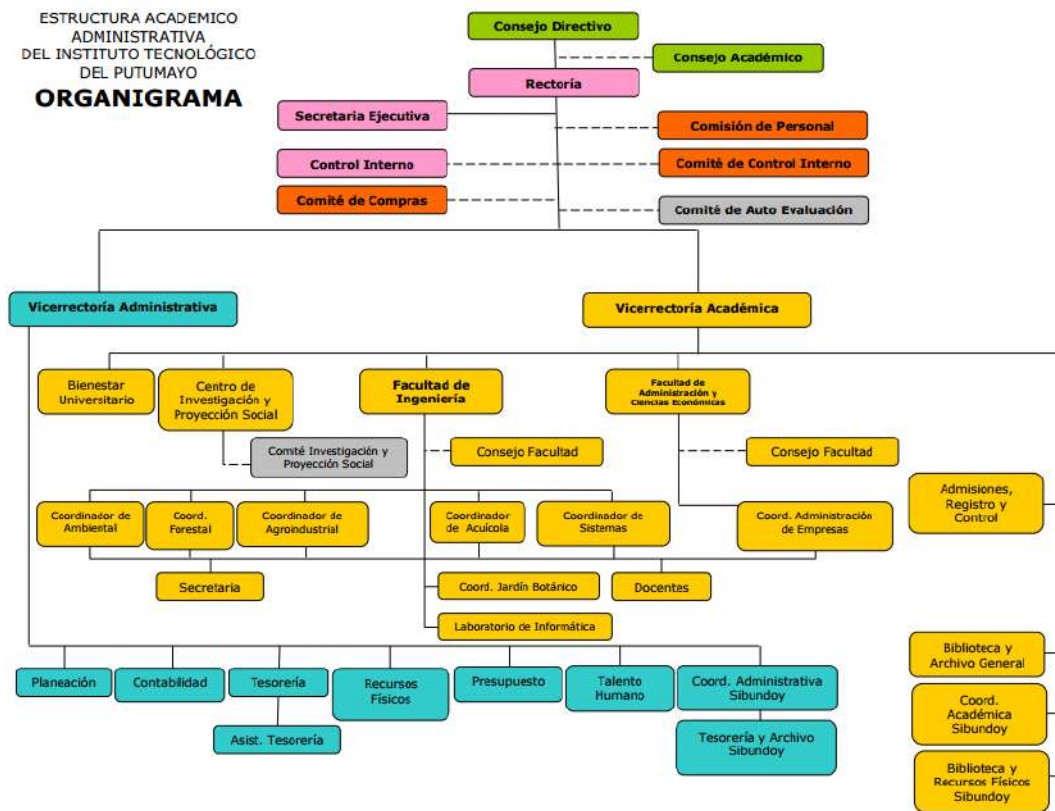 ESTRUCTURA ACADEMICO
ADMINISTRATIVA
DEL INSTITUTO TECNOLÓGICO
DEL PUTUMAYO
ORGANIGRAMA
Consejo Directivo
Consejo Académico
Rectoría
Secretaria Ejecutiva
Comisión de Personal
Control Interno
Comité de Control Interno
Comité de Compras
Comité de Auto Evaluación
Vicerrectoría Administrativa
Vicerrectoría Académica
Bienestar
Universitario
Centro de
Investigación y
Proyección Social
Facultad de
Ingeniería
Facultad de
Administración y
Ciencias Económicas
Comité Investigación y
Proyección Social
Consejo Facultad
Consejo Facultad
Admisiones,
Registro y
Control
Coordinador de
Ambiental
Coord.
Forestal
Coordinador de
Agroindustrial
Coordinador
de Acuícola
Coordinador de
Sistemas
Coord. Administración
de Empresas
Secretaria
Coord. Jardín Botánico
Docentes
Laboratorio de Informática
Biblioteca y
Archivo General
Planeación
Contabilidad
Tesorería
Recursos
Físicos
Presupuesto
Talento
Humano
Coord. Administrativa
Sibundoy
Coord.
Académica
Sibundoy
Asist. Tesorería
Tesorería y Archivo
Sibundoy
Biblioteca y
Recursos Físicos
Sibundoy